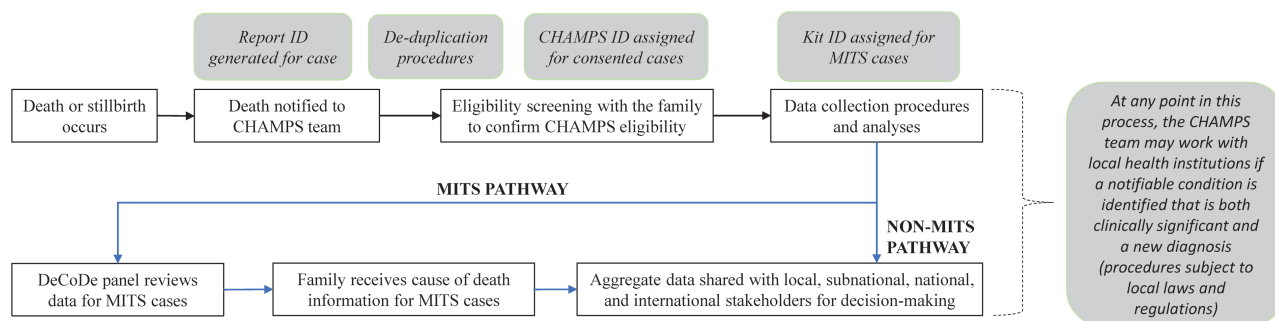 Report ID
generated for case
De-duplication
procedures
CHAMPS ID assigned
for consented cases
Kit ID assigned for
MITS cases
Death or stillbirth
occurs
Death notified to
CHAMPS team
Eligibility screening with the family
to confirm CHAMPS eligibility
Data collection procedures
and analyses
At any point in this
process, the CHAMPS
team may work with
local health institutions if
a notifiable condition is
identified that is both
clinically significant and
a new diagnosis
(procedures subject to
local laws and
regulations)
MITS PATHWAY
NON-MITS
PATHWAY
DeCoDe panel reviews
data for MITS cases
Family receives cause of death
information for MITS cases
Aggregate data shared with local, subnational, national,
and international stakeholders for decision-making